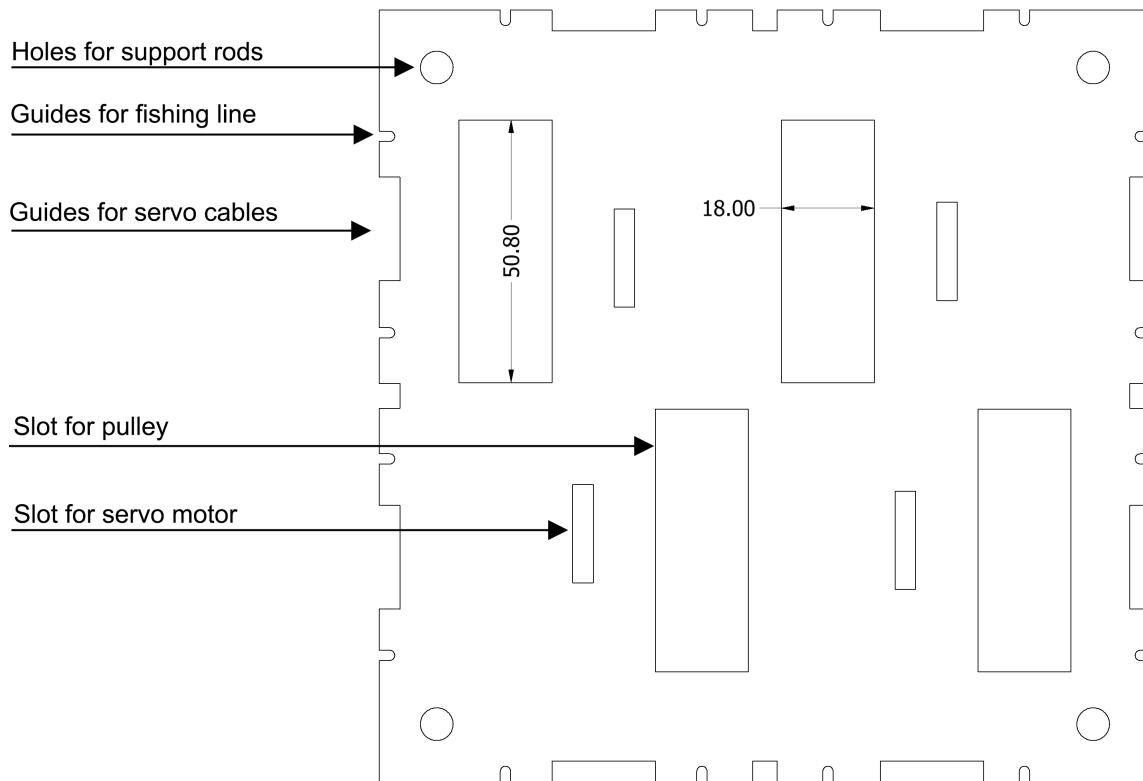 Holes for support rods
Guides for fishing line
Guides for servo cables
18.00
50.80
Slot for pulley
Slot for servo motor